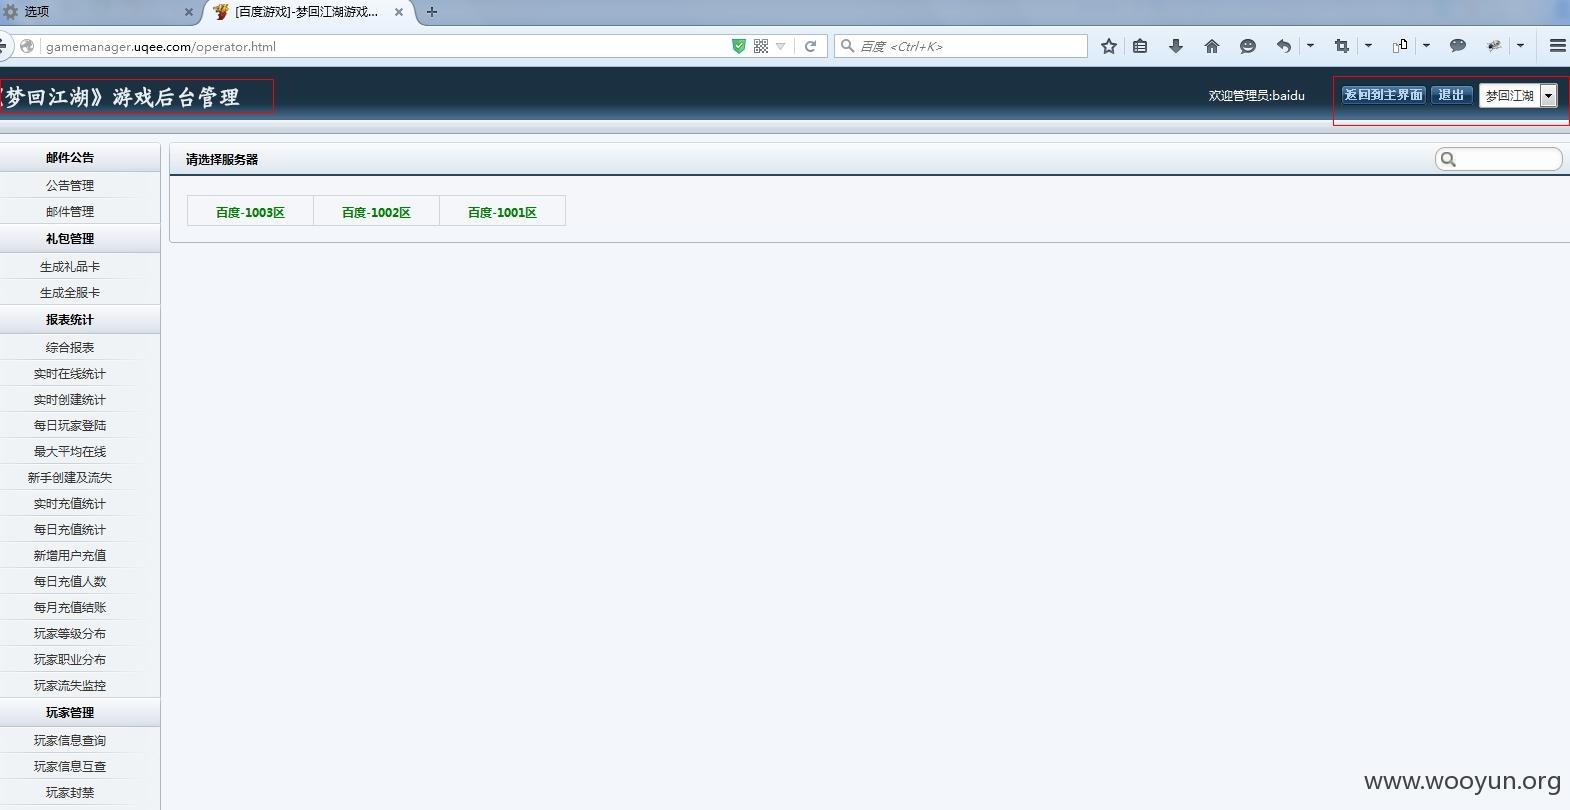 选项
[百度游戏]-梦回江湖游戏...
gamemanager.uqee.com/operator.html
百度 <Ctrl+K>
《梦回江湖》游戏后台管理
欢迎管理员:baidu
返回到主界面
退出
梦回江湖
邮件公告
公告管理
邮件管理
礼包管理
生成礼品卡
生成全服卡
报表统计
综合报表
实时在线统计
实时创建统计
每日玩家登陆
最大平均在线
新手创建及流失
实时充值统计
每日充值统计
新增用户充值
每日充值人数
每月充值结账
玩家等级分布
玩家职业分布
玩家流失监控
玩家管理
玩家信息查询
玩家信息互查
玩家封禁
请选择服务器
百度-1003区
百度-1002区
百度-1001区
www.wooyun.org